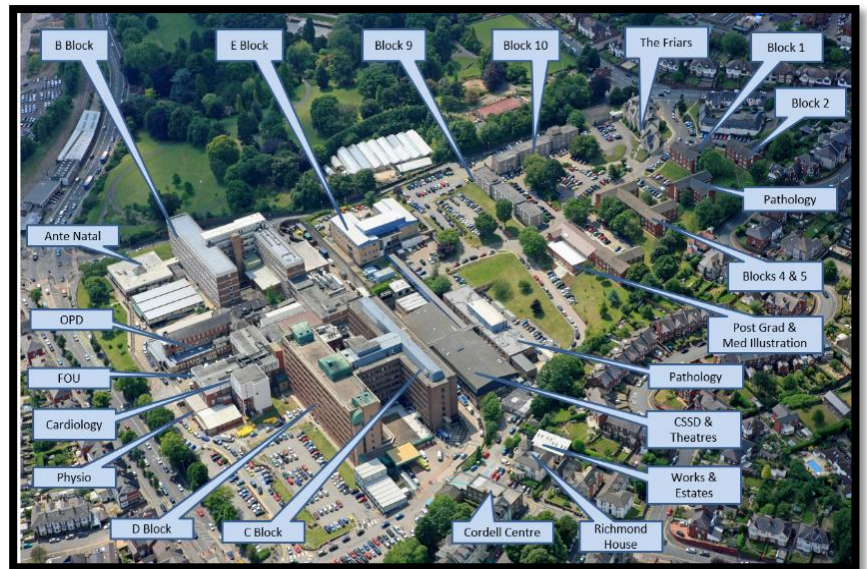 B Block
E Block
Block 9
Block 10
The Friars
Block 1
Block 2
Pathology
Ante Natal
Blocks 4 & 5
OPD
Post Grad &
Med Illustration
FOU
Pathology
Cardiology
CSSD &
Theatres
Physio
Works &
Estates
D Block
C Block
Cordell Centre
Richmond
House